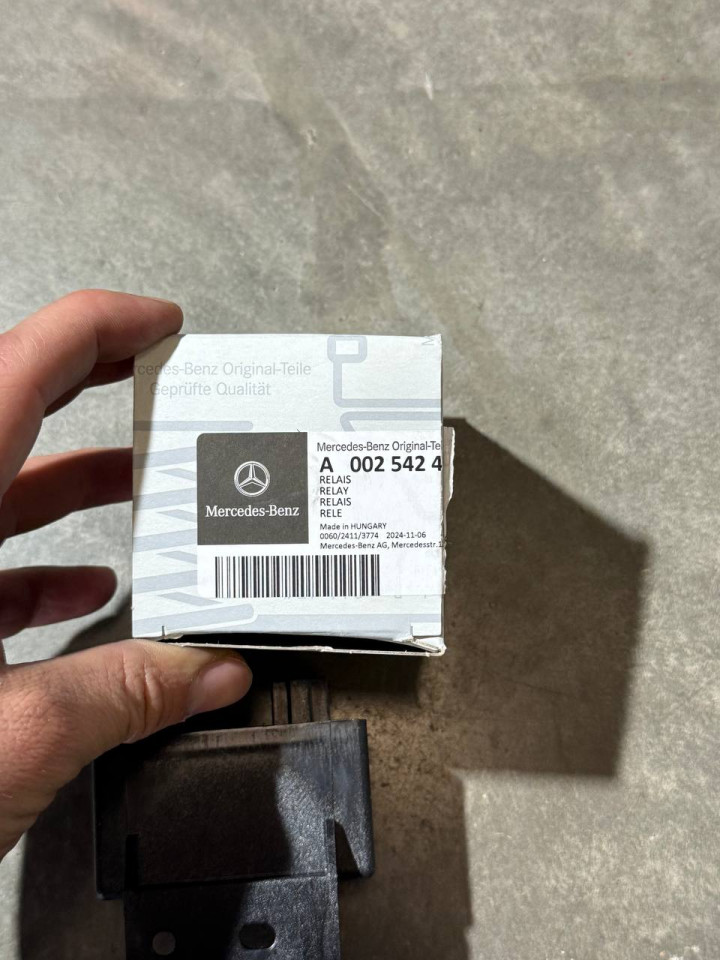 cedes-Benz Original-Teile
Geprüfte Qualität
Mercedes-Benz
Mercedes-Benz Original-Te
A 002 542 4
RELAIS
RELAY
RELAIS
RELE
Made in HUNGARY
0060/2411/3774 2024-11-06
Mercedes-Benz AG, Mercedesstr.1